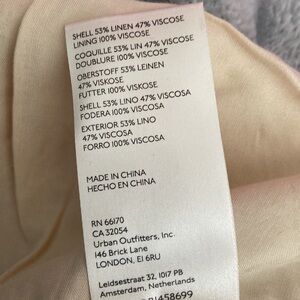 SHELL 53% LINEN 47% VISCOSE
LINING 100% VISCOSE
COQUILLE 53% LIN 47% VISCOSE
DOUBLURE 100% VISCOSE
OBERSTOFF 53% LEINEN
47% VISKOSE
FUTTER 100% VISKOSE
SHELL 53% LINO 47% VISCOSA
FODERA 100% VISCOSA
EXTERIOR 53% LINO
47% VISCOSA
FORRO 100% VISCOSA
MADE IN CHINA
HECHO EN CHINA
RN 66170
CA 32054
Urban Outfitters, Inc.
146 Brick Lane
LONDON, E1 6RU
Leidsestraat 32, 1017 PB
Amsterdam, Netherlands
1458699